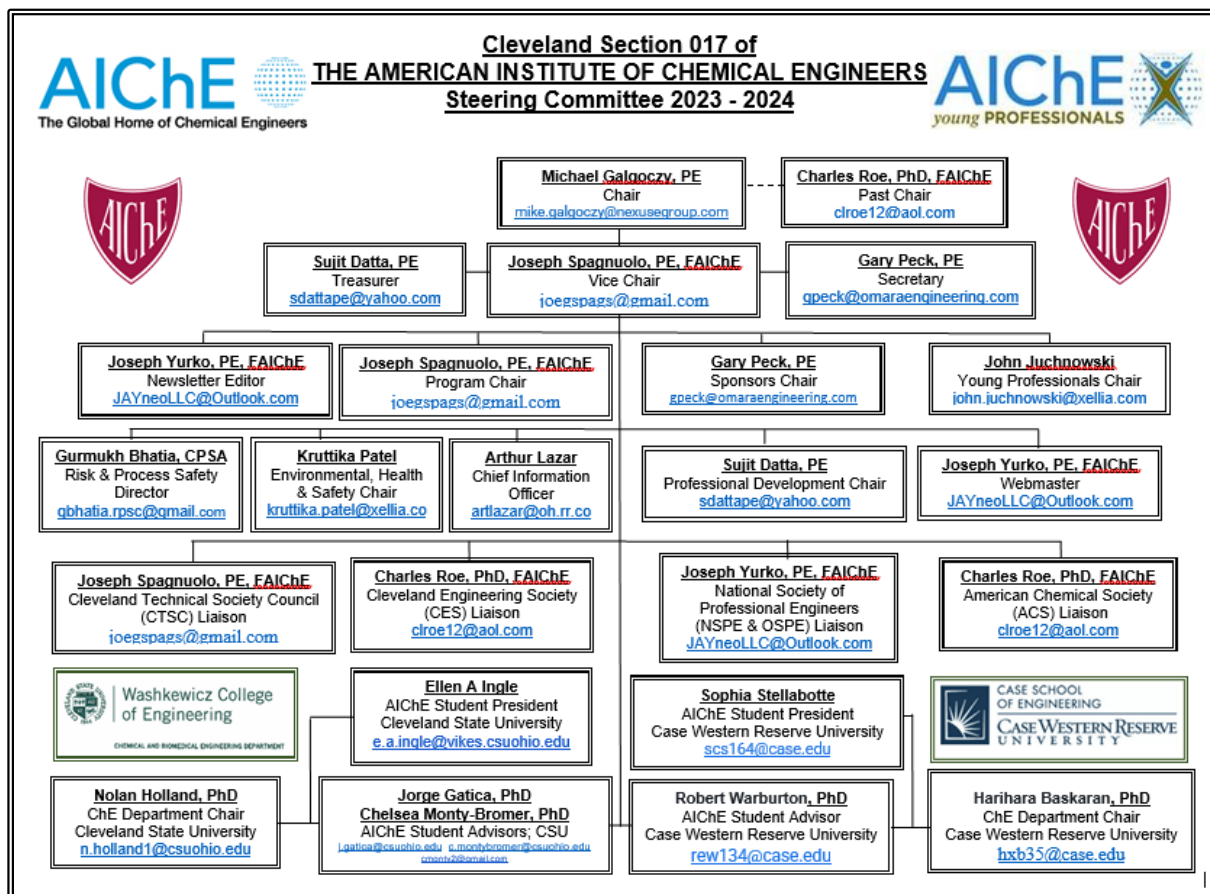 Cleveland Section 017 of
THE AMERICAN INSTITUTE OF CHEMICAL ENGINEERS
Steering Committee 2023 - 2024
AIChE
The Global Home of Chemical Engineers
AIChE
young PROFESSIONALS
AIChE
AIChE
Michael Galgoczy, PE
Chair
mike.galgoczy@nexusegroup.com
Charles Roe, PhD, FAIChE
Past Chair
clroe12@aol.com
Sujit Datta, PE
Treasurer
sdattape@yahoo.com
Joseph Spagnuolo, PE, FAIChE
Vice Chair
joegspags@gmail.com
Gary Peck, PE
Secretary
gpeck@omaraengineering.com
Joseph Yurko, PE, FAIChE
Newsletter Editor
JAYneoLLC@Outlook.com
Joseph Spagnuolo, PE, FAIChE
Program Chair
joegspags@gmail.com
Gary Peck, PE
Sponsors Chair
gpeck@omaraengineering.com
John Juchnowski
Young Professionals Chair
john.juchnowski@xellia.com
Gurmukh Bhatia, CPSA
Risk & Process Safety
Director
gbhatia.rpsc@gmail.com
Kruttika Patel
Environmental, Health
& Safety Chair
kruttika.patel@xellia.co
Arthur Lazar
Chief Information
Officer
artlazar@oh.rr.co
Sujit Datta, PE
Professional Development Chair
sdattape@yahoo.com
Joseph Yurko, PE, FAIChE
Webmaster
JAYneoLLC@Outlook.com
Joseph Spagnuolo, PE, FAIChE
Cleveland Technical Society Council
(CTSC) Liaison
joegspags@gmail.com
Charles Roe, PhD, FAIChE
Cleveland Engineering Society
(CES) Liaison
clroe12@aol.com
Joseph Yurko, PE, FAIChE
National Society of
Professional Engineers
(NSPE & OSPE) Liaison
JAYneoLLC@Outlook.com
Charles Roe, PhD, FAIChE
American Chemical Society
(ACS) Liaison
clroe12@aol.com
Washkewicz College
of Engineering
CHEMICAL AND BIOMEDICAL ENGINEERING DEPARTMENT
Ellen A Ingle
AIChE Student President
Cleveland State University
e.a.ingle@vikes.csuohio.edu
Sophia Stellabotte
AIChE Student President
Case Western Reserve University
scs164@case.edu
CASE SCHOOL
OF ENGINEERING
CASE WESTERN RESERVE
UNIVERSITY
Nolan Holland, PhD
ChE Department Chair
Cleveland State University
n.holland1@csuohio.edu
Jorge Gatica, PhD
Chelsea Monty-Bromer, PhD
AIChE Student Advisors; CSU
j.gatica@csuohio.edu c.montybromer@csuohio.edu
cmonty2@gmail.com
Robert Warburton, PhD
AIChE Student Advisor
Case Western Reserve University
rew134@case.edu
Harihara Baskaran, PhD
ChE Department Chair
Case Western Reserve University
hxb35@case.edu